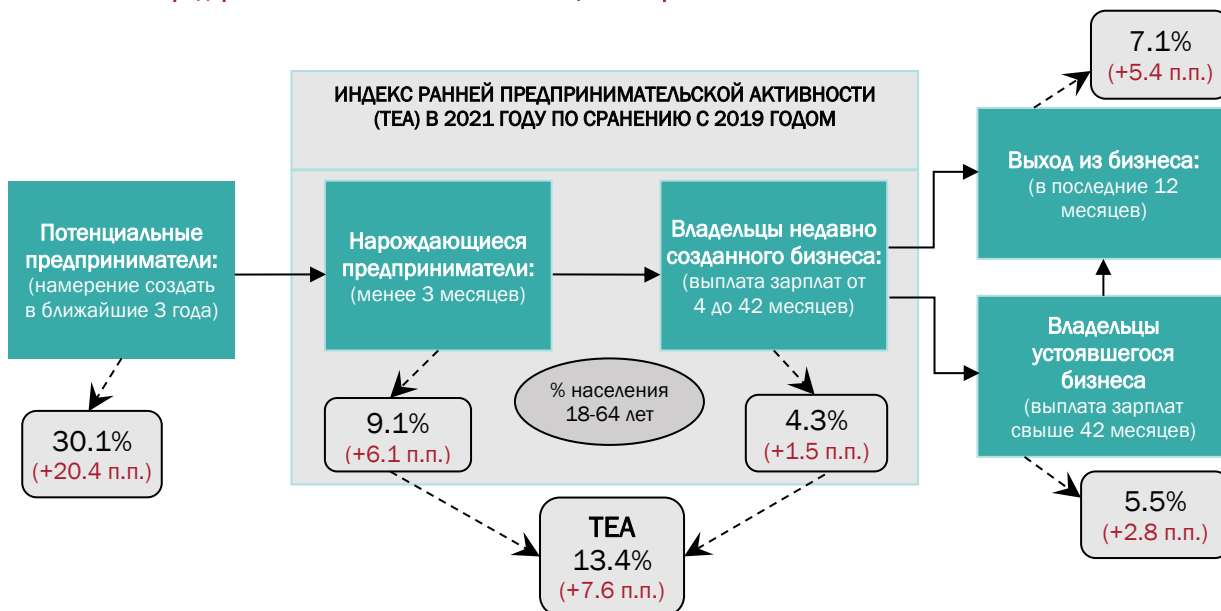 7.1%
(+5.4 п.п.)
ИНДЕКС РАННЕЙ ПРЕДПРИНИМАТЕЛЬСКОЙ АКТИВНОСТИ
(TEA) В 2021 ГОДУ ПО СРАНЕНИЮ С 2019 ГОДОМ
Потенциальные
предприниматели:
(намерение создать
в ближайшие 3 года)
Нарождающиеся
предприниматели:
(менее 3 месяцев)
Владельцы недавно
созданного бизнеса:
(выплата зарплат от
4 до 42 месяцев)
Выход из бизнеса:
(в последние 12
месяцев)
Владельцы
устоявшегося
бизнеса
(выплата зарплат
свыше 42 месяцев)
% населения
18-64 лет
30.1%
(+20.4 п.п.)
9.1%
(+6.1 п.п.)
4.3%
(+1.5 п.п.)
TEA
13.4%
(+7.6 п.п.)
5.5%
(+2.8 п.п.)